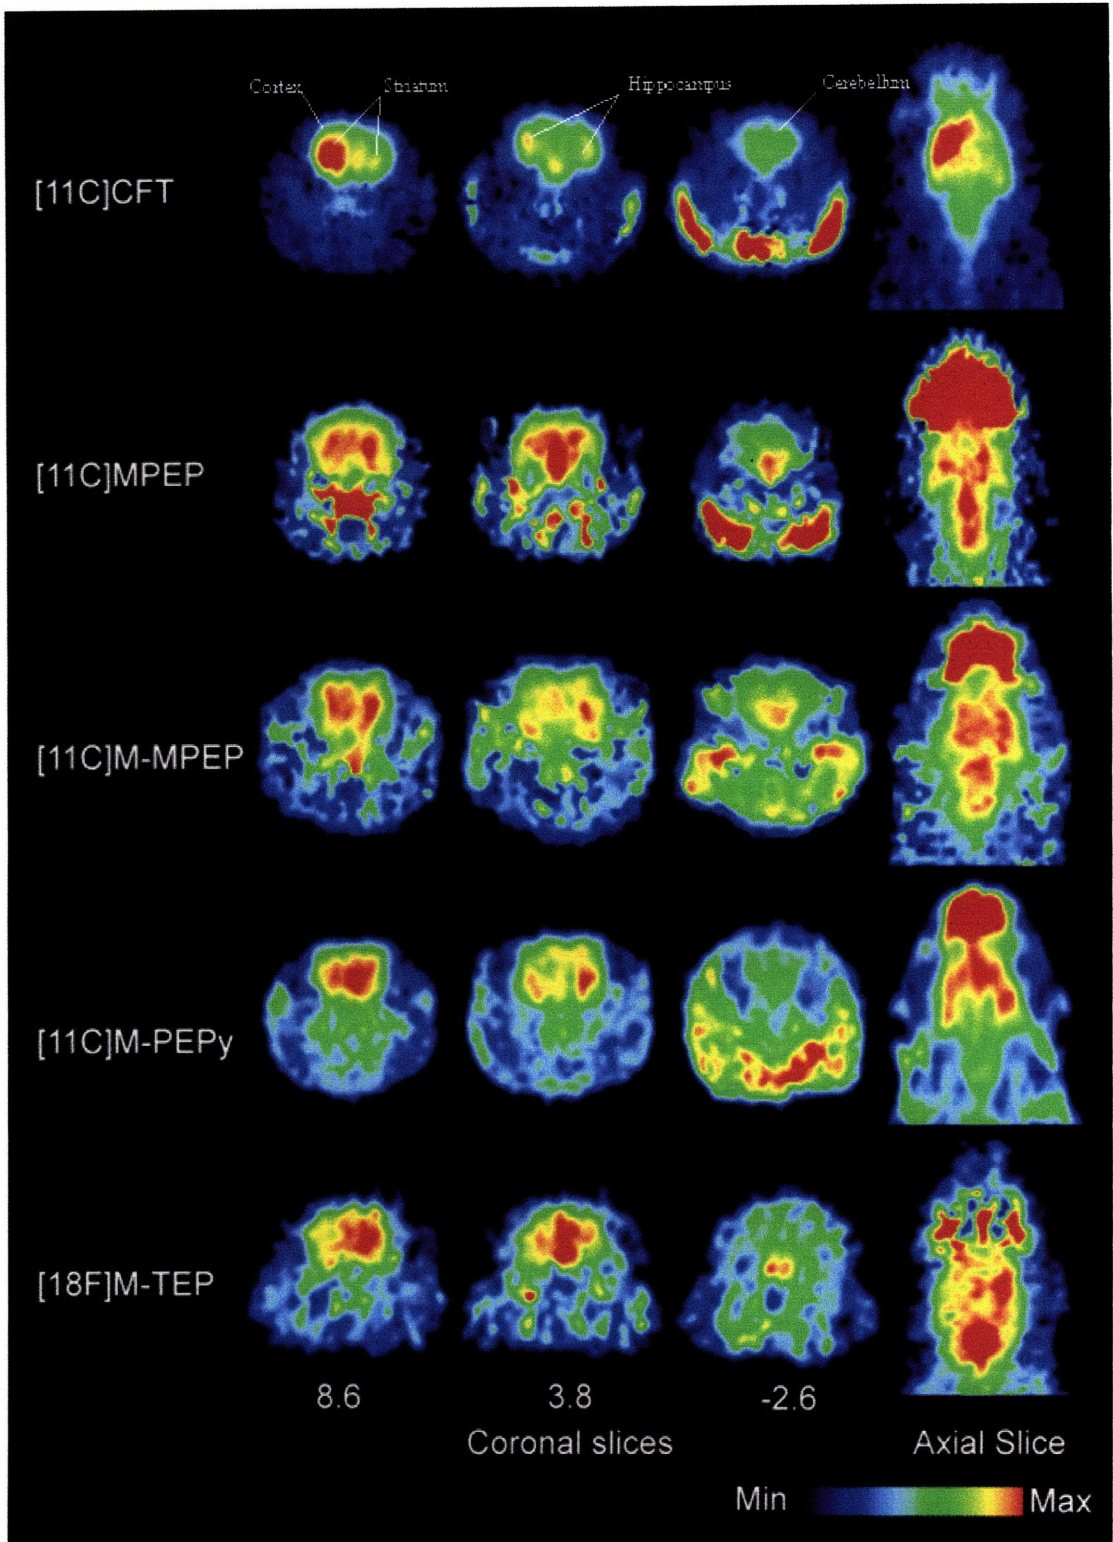 Cortex
Striatum
Hippocampus
Cerebellum
[11C]CFT
[11C]MPEP
[11C]M-MPEP
[11C]M-PEPy
[18F]M-TEP
8.6 3.8 -2.6
Coronal slices Axial Slice
Min Max